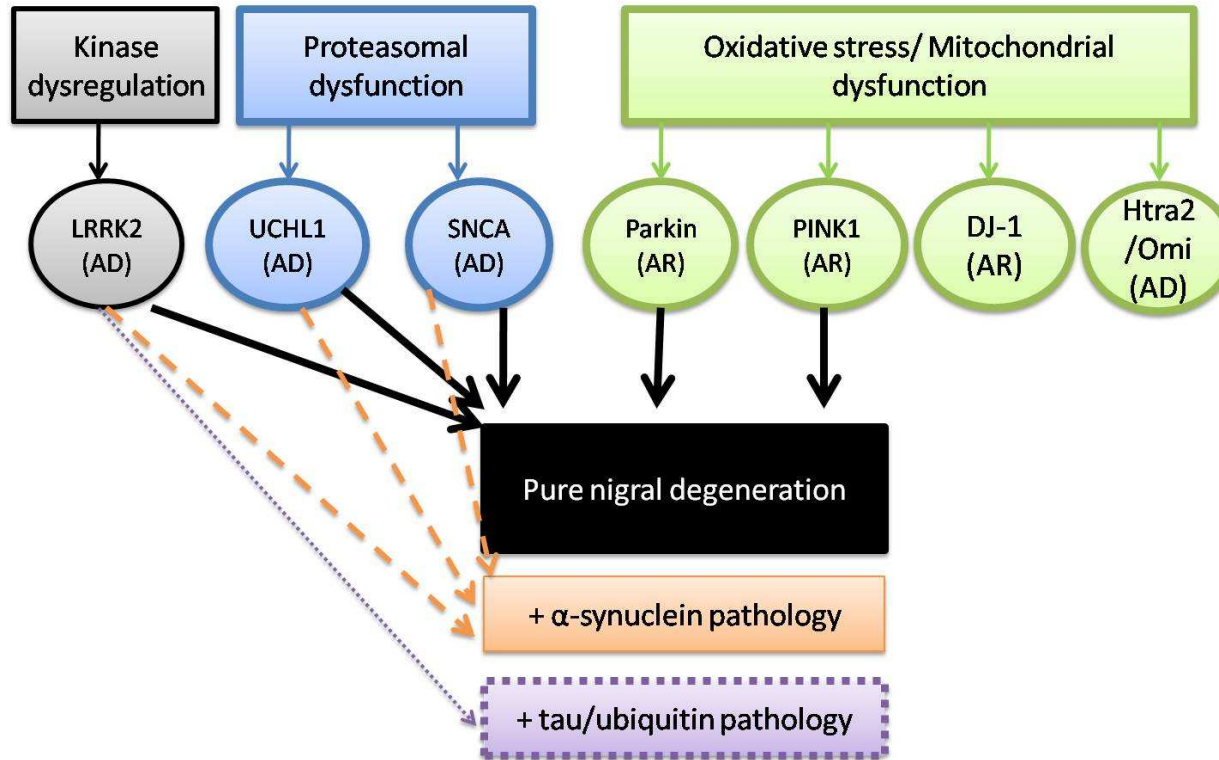 Kinase
dysregulation
Proteasomal
dysfunction
Oxidative stress/ Mitochondrial
dysfunction
LRRK2
(AD)
UCHL1
(AD)
SNCA
(AD)
Parkin
(AR)
PINK1
(AR)
DJ-1
(AR)
Htra2
/Omi
(AD)
Pure nigral degeneration
+ α-synuclein pathology
+ tau/ubiquitin pathology